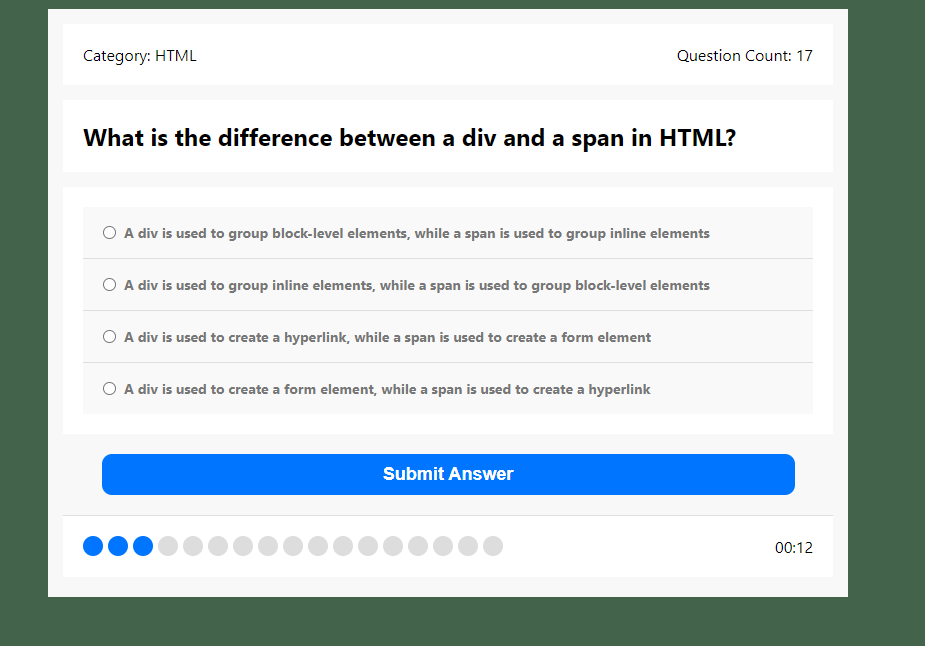 Category: HTML
Question Count: 17
What is the difference between a div and a span in HTML?
A div is used to group block-level elements, while a span is used to group inline elements
A div is used to group inline elements, while a span is used to group block-level elements
A div is used to create a hyperlink, while a span is used to create a form element
A div is used to create a form element, while a span is used to create a hyperlink
Submit Answer
00:12